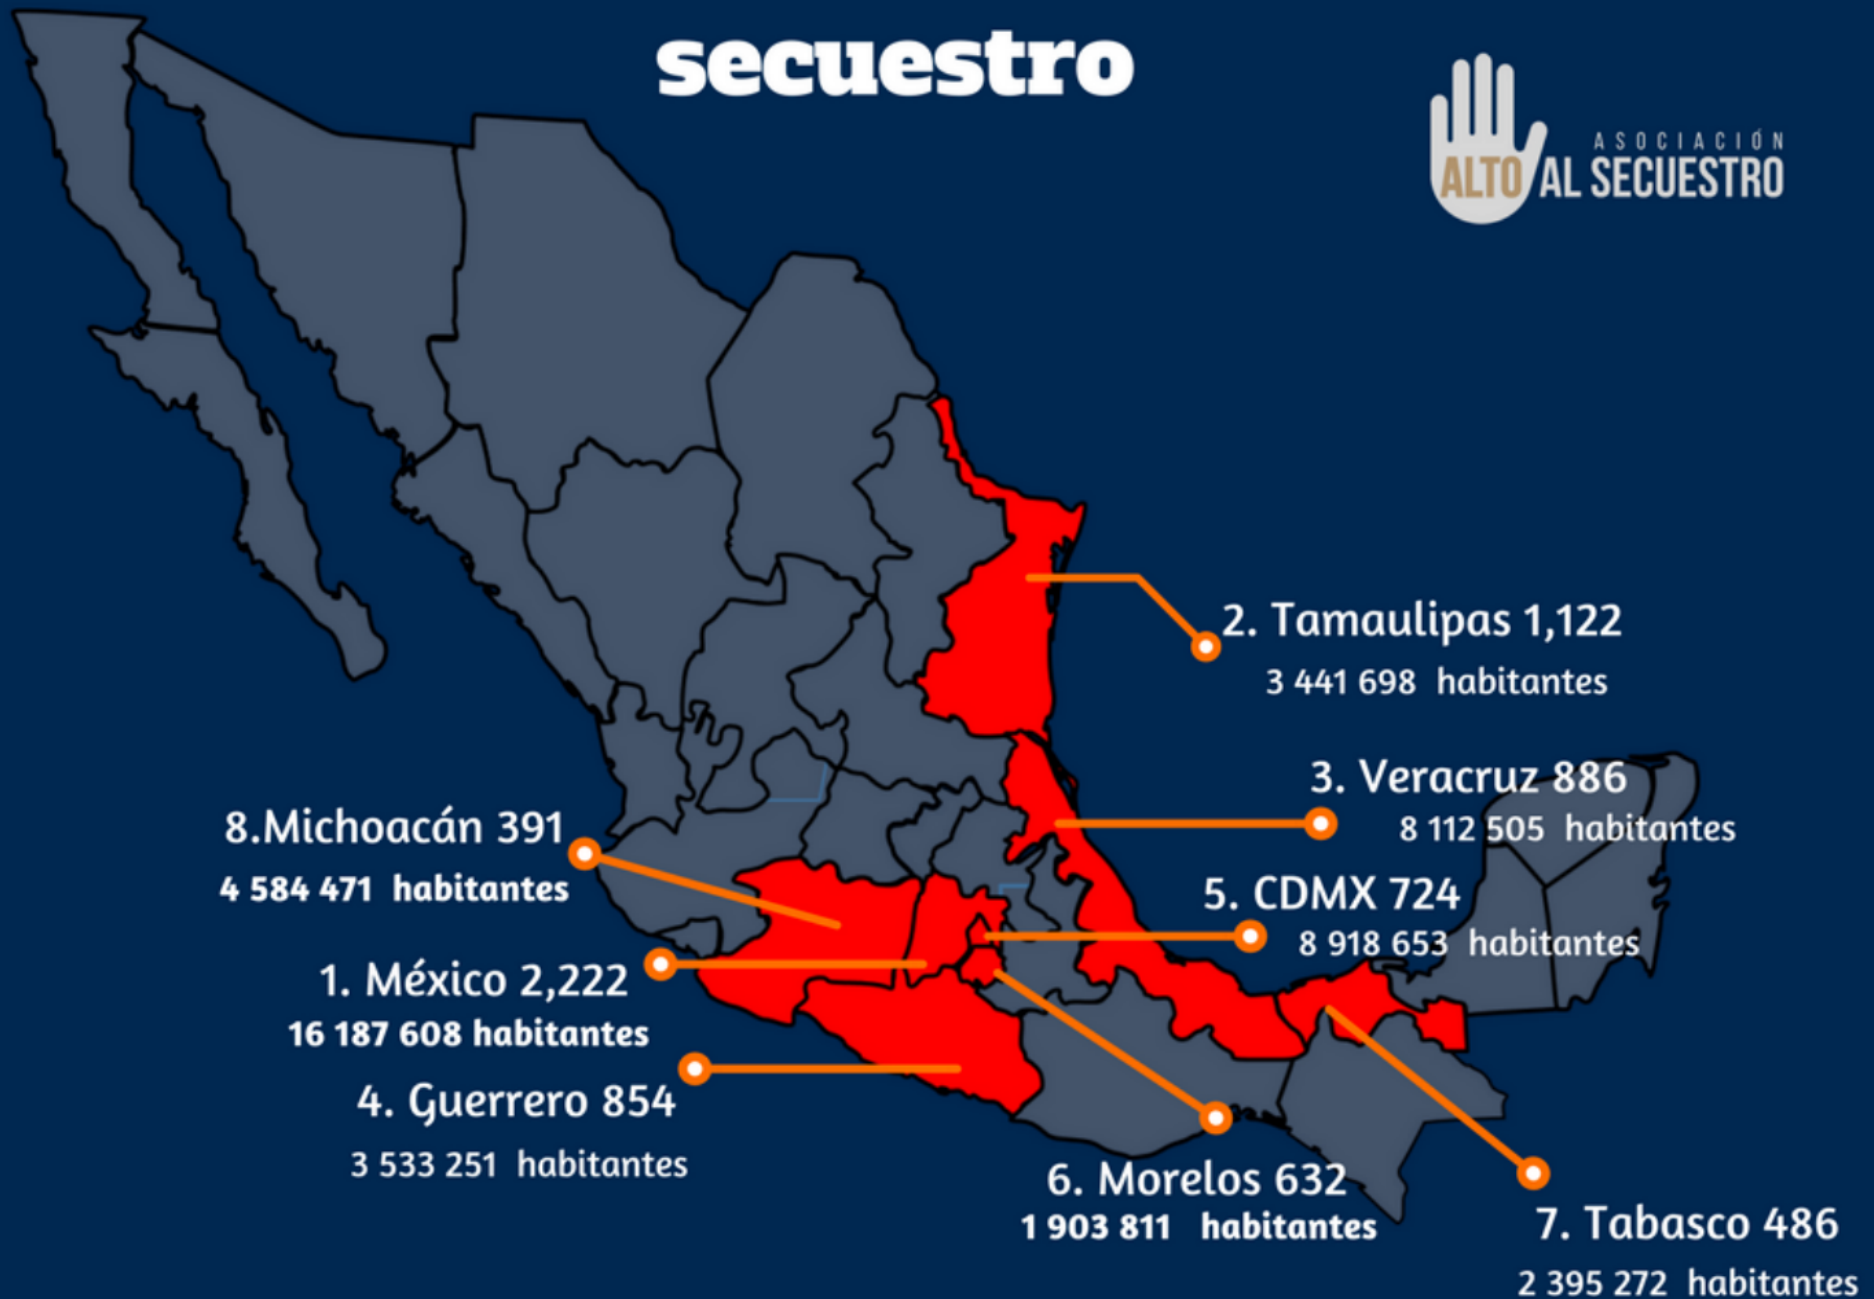 secuestro
ASOCIACIÓN
ALTO AL SECUESTRO
2. Tamaulipas 1,122
3 441 698 habitantes
3. Veracruz 886
8 112 505 habitantes
8.Michoacán 391
4 584 471 habitantes
5. CDMX 724
8 918 653 habitantes
1. México 2,222
16 187 608 habitantes
4. Guerrero 854
3 533 251 habitantes
6. Morelos 632
1 903 811 habitantes
7. Tabasco 486
2 395 272 habitantes